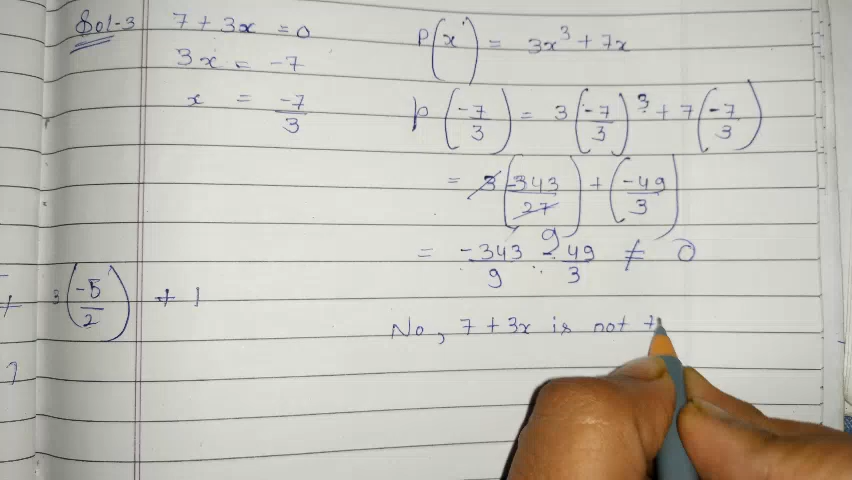 Sol-3
7 + 3x = 0
3x = -7
x = -7/3
p(x) = 3x³ + 7x
p(-7/3) = 3(-7/3)³ + 7(-7/3)
= 3(-343/27) + (-49/3)
9
= -343/9 - 49/3 ≠ 0
3(-5/2) + 1
No, 7 + 3x is not